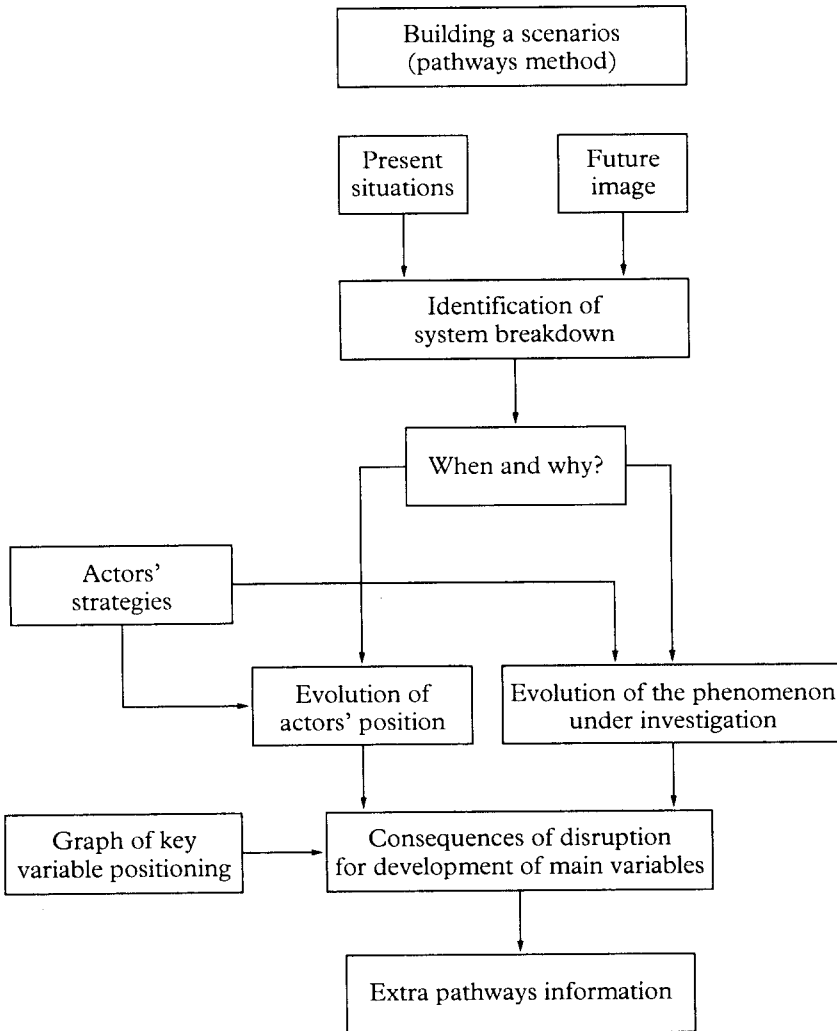 Building a scenarios
(pathways method)
Present
situations
Future
image
Identification of
system breakdown
When and why?
Actors'
strategies
Evolution of
actors' position
Evolution of the phenomenon
under investigation
Graph of key
variable positioning
Consequences of disruption
for development of main variables
Extra pathways information